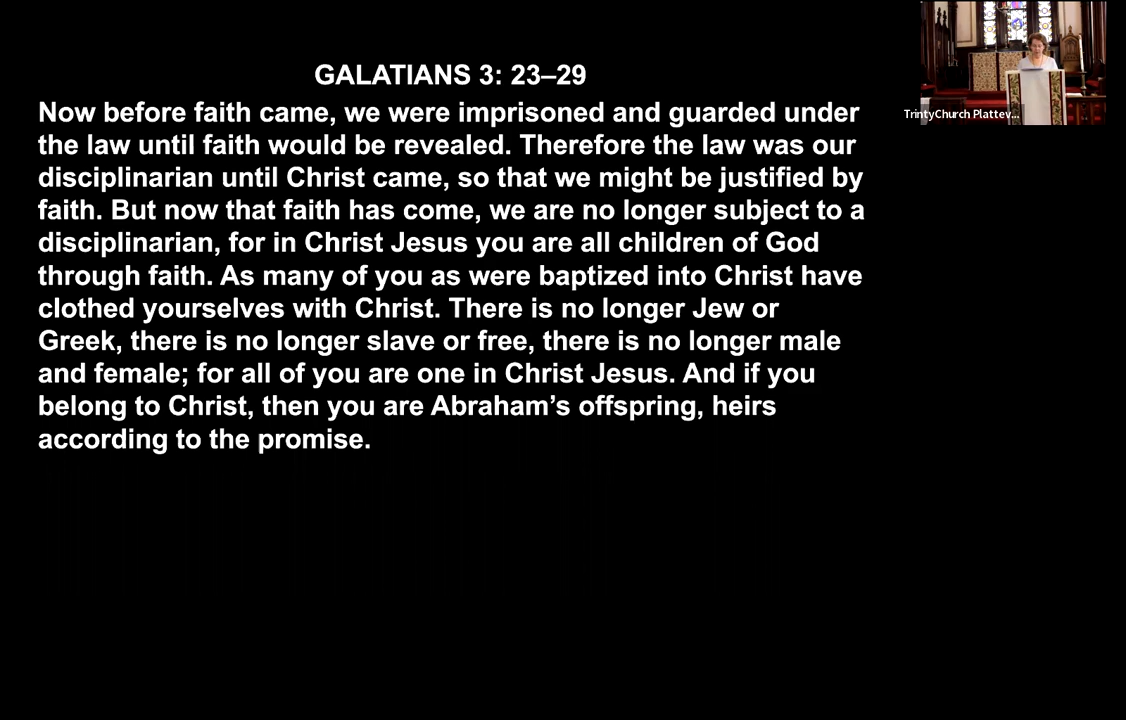 GALATIANS 3: 23–29
Now before faith came, we were imprisoned and guarded under
the law until faith would be revealed. Therefore the law was our
disciplinarian until Christ came, so that we might be justified by
faith. But now that faith has come, we are no longer subject to a
disciplinarian, for in Christ Jesus you are all children of God
through faith. As many of you as were baptized into Christ have
clothed yourselves with Christ. There is no longer Jew or
Greek, there is no longer slave or free, there is no longer male
and female; for all of you are one in Christ Jesus. And if you
belong to Christ, then you are Abraham’s offspring, heirs
according to the promise.
TrintyChurch Plattev...